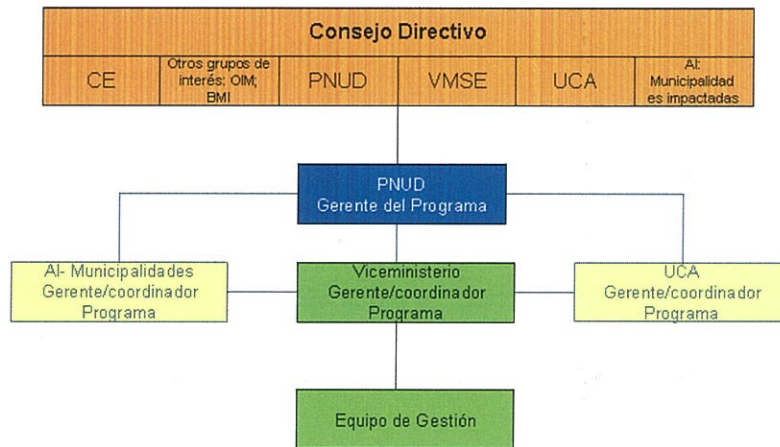 Consejo Directivo
CE
Otros grupos de
interés: OIM;
BMI
PNUD
VMSE
UCA
AI:
Municipalidad
es impactadas
PNUD
Gerente del Programa
AI- Municipalidades
Gerente/coordinador
Programa
Viceministerio
Gerente/coordinador
Programa
UCA
Gerente/coordinador
Programa
Equipo de Gestión